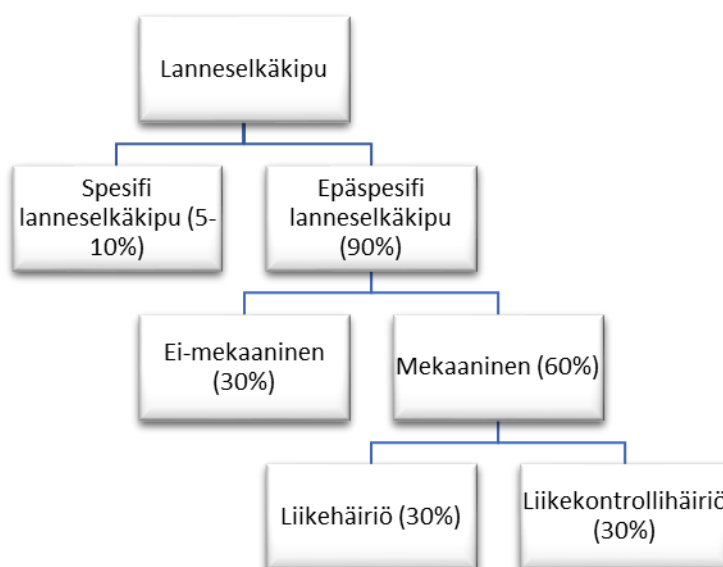 Lanneselkäkipu
Spesifi
lanneselkäkipu (5-
10%)
Epäspesifi
lanneselkäkipu
(90%)
Ei-mekaaninen
(30%)
Mekaaninen (60%)
Liikehäiriö (30%)
Liikekontrollihäiriö
(30%)